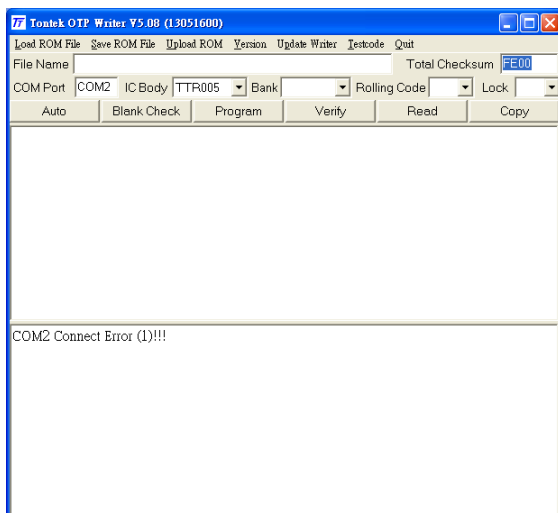 Tontek OTP Writer V5.08 (13051600)
Load ROM File Save ROM File Upload ROM Version Update Writer Testcode Quit
File Name Total Checksum FE00
COM Port COM2 IC Body TTR005 Bank Rolling Code Lock
Auto Blank Check Program Verify Read Copy
COM2 Connect Error (1)!!!